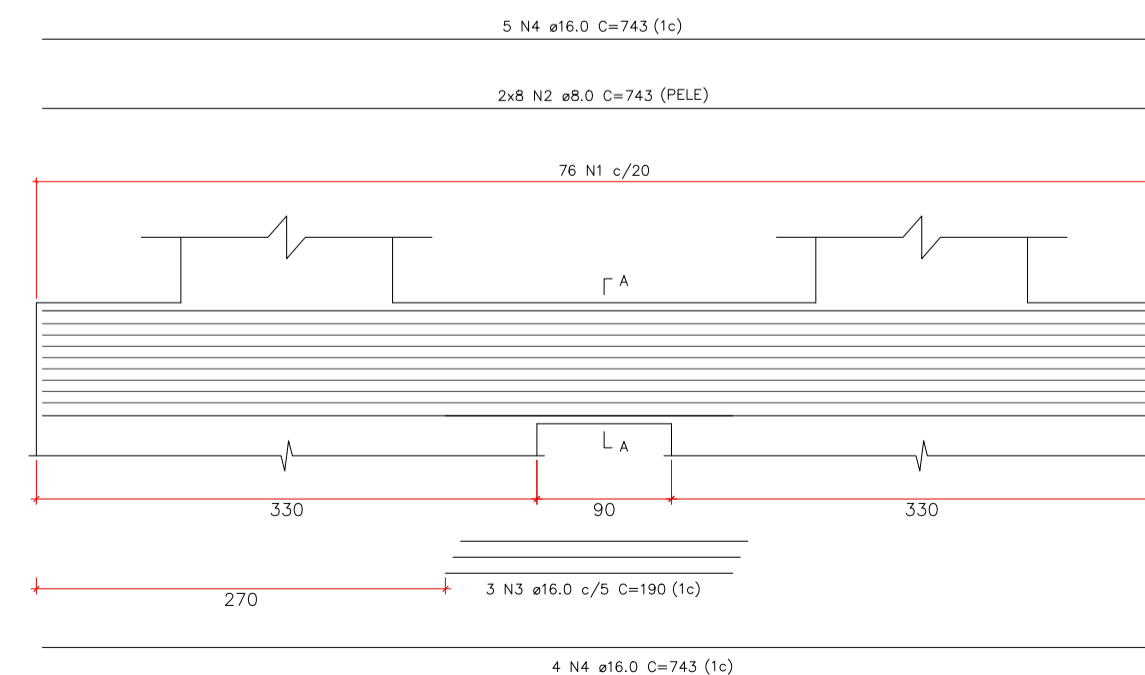 5 N4 ø16.0 C=743 (1c)
2x8 N2 ø8.0 C=743 (PELE)
76 N1 c/20
A
A
330
90
330
3 N3 ø16.0 c/5 C=190 (1c)
270
4 N4 ø16.0 C=743 (1c)